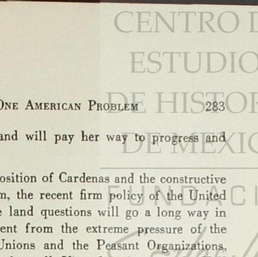 CENTRO D
ESTUDIO
DE HISTOR
DE MEXIC
FUNDACI
ONE AMERICAN PROBLEM 283
and will pay her way to progress and
osition of Cardenas and the constructive
m, the recent firm policy of the United
e land questions will go a long way in
ent from the extreme pressure of the
Unions and the Peasant Organizations,